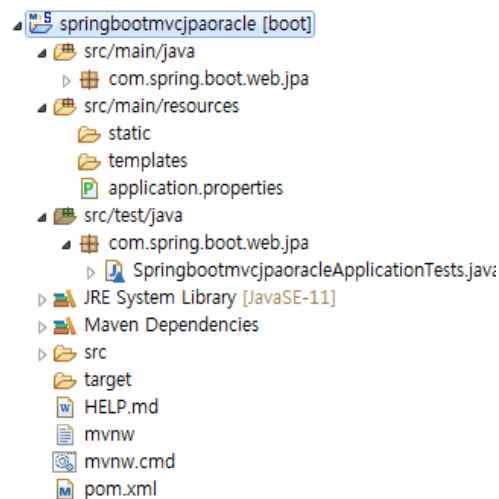 springbootmvcjpaoracle [boot]
src/main/java
com.spring.boot.web.jpa
src/main/resources
static
templates
application.properties
src/test/java
com.spring.boot.web.jpa
SpringbootmvcjpaoracleApplicationTests.java
JRE System Library [JavaSE-11]
Maven Dependencies
src
target
HELP.md
mvnw
mvnw.cmd
pom.xml